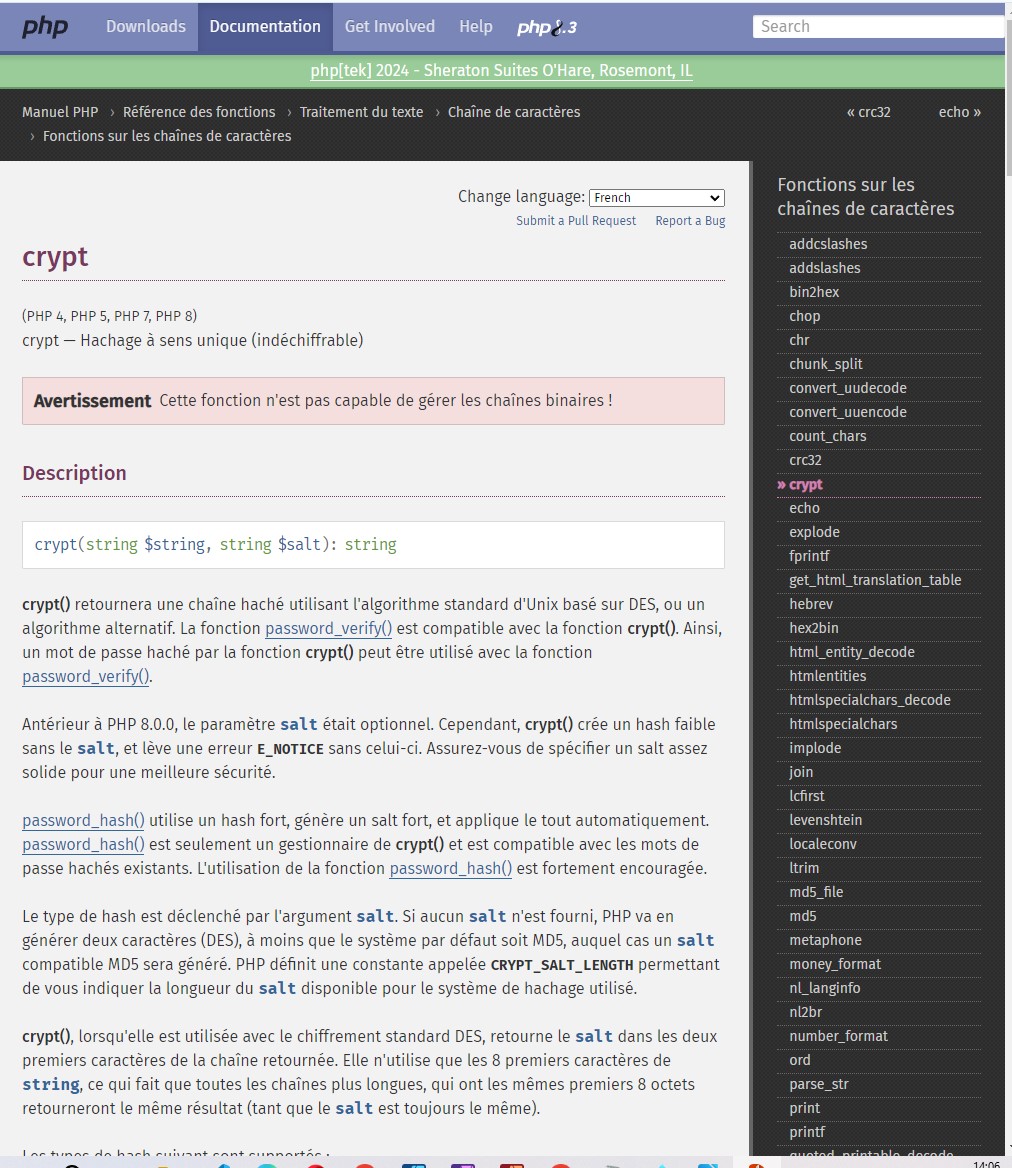 php
Downloads
Documentation
Get Involved
Help
php8.3
Search
php[tek] 2024 - Sheraton Suites O'Hare, Rosemont, IL
Manuel PHP › Référence des fonctions › Traitement du texte › Chaîne de caractères
› Fonctions sur les chaînes de caractères
« crc32
echo »
Change language: French
Submit a Pull Request Report a Bug
crypt
(PHP 4, PHP 5, PHP 7, PHP 8)
crypt — Hachage à sens unique (indéchiffrable)
Avertissement Cette fonction n'est pas capable de gérer les chaînes binaires !
Description
crypt(string $string, string $salt): string
crypt() retournera une chaîne haché utilisant l'algorithme standard d'Unix basé sur DES, ou un
algorithme alternatif. La fonction password_verify() est compatible avec la fonction crypt(). Ainsi,
un mot de passe haché par la fonction crypt() peut être utilisé avec la fonction
password_verify().
Antérieur à PHP 8.0.0, le paramètre salt était optionnel. Cependant, crypt() crée un hash faible
sans le salt, et lève une erreur E_NOTICE sans celui-ci. Assurez-vous de spécifier un salt assez
solide pour une meilleure sécurité.
password_hash() utilise un hash fort, génère un salt fort, et applique le tout automatiquement.
password_hash() est seulement un gestionnaire de crypt() et est compatible avec les mots de
passe hachés existants. L'utilisation de la fonction password_hash() est fortement encouragée.
Le type de hash est déclenché par l'argument salt. Si aucun salt n'est fourni, PHP va en
générer deux caractères (DES), à moins que le système par défaut soit MD5, auquel cas un salt
compatible MD5 sera généré. PHP définit une constante appelée CRYPT_SALT_LENGTH permettant
de vous indiquer la longueur du salt disponible pour le système de hachage utilisé.
crypt(), lorsqu'elle est utilisée avec le chiffrement standard DES, retourne le salt dans les deux
premiers caractères de la chaîne retournée. Elle n'utilise que les 8 premiers caractères de
string, ce qui fait que toutes les chaînes plus longues, qui ont les mêmes premiers 8 octets
retourneront le même résultat (tant que le salt est toujours le même).
Les types de hash suivant sont supportés :
Fonctions sur les
chaînes de caractères
addcslashes
addslashes
bin2hex
chop
chr
chunk_split
convert_uudecode
convert_uuencode
count_chars
crc32
» crypt
echo
explode
fprintf
get_html_translation_table
hebrev
hex2bin
html_entity_decode
htmlentities
htmlspecialchars_decode
htmlspecialchars
implode
join
lcfirst
levenshtein
localeconv
ltrim
md5_file
md5
metaphone
money_format
nl_langinfo
nl2br
number_format
ord
parse_str
print
printf
quoted_printable_decode
14:06